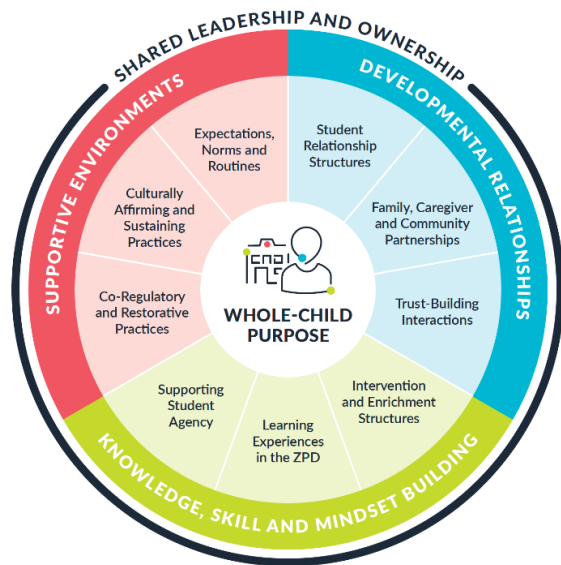 SHARED LEADERSHIP AND OWNERSHIP
SUPPORTIVE ENVIRONMENTS
DEVELOPMENTAL RELATIONSHIPS
KNOWLEDGE, SKILL AND MINDSET BUILDING
Expectations,
Norms and
Routines
Student
Relationship
Structures
Culturally
Affirming and
Sustaining
Practices
Family, Caregiver
and Community
Partnerships
Co-Regulatory
and Restorative
Practices
WHOLE-CHILD
PURPOSE
Trust-Building
Interactions
Supporting
Student
Agency
Learning
Experiences
in the ZPD
Intervention
and Enrichment
Structures